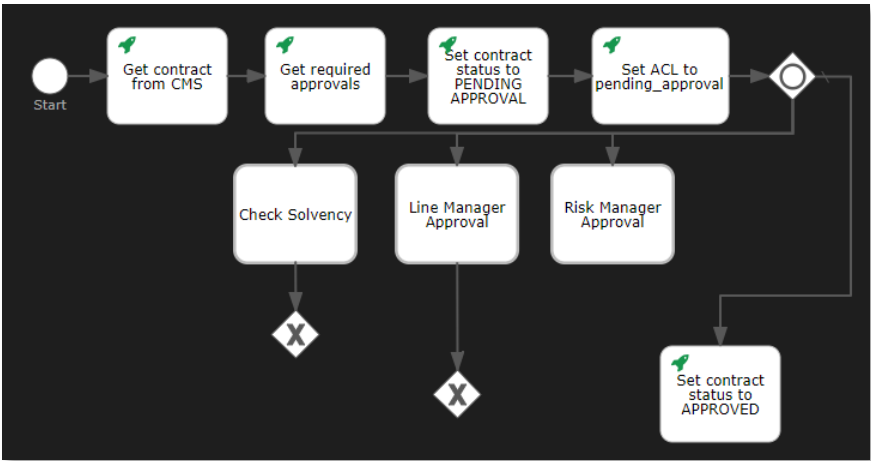 Get contract
from CMS
Get required
approvals
Set contract
status to
PENDING
APPROVAL
Set ACL to
pending_approval
Start
Check Solvency
Line Manager
Approval
Risk Manager
Approval
X
X
Set contract
status to
APPROVED